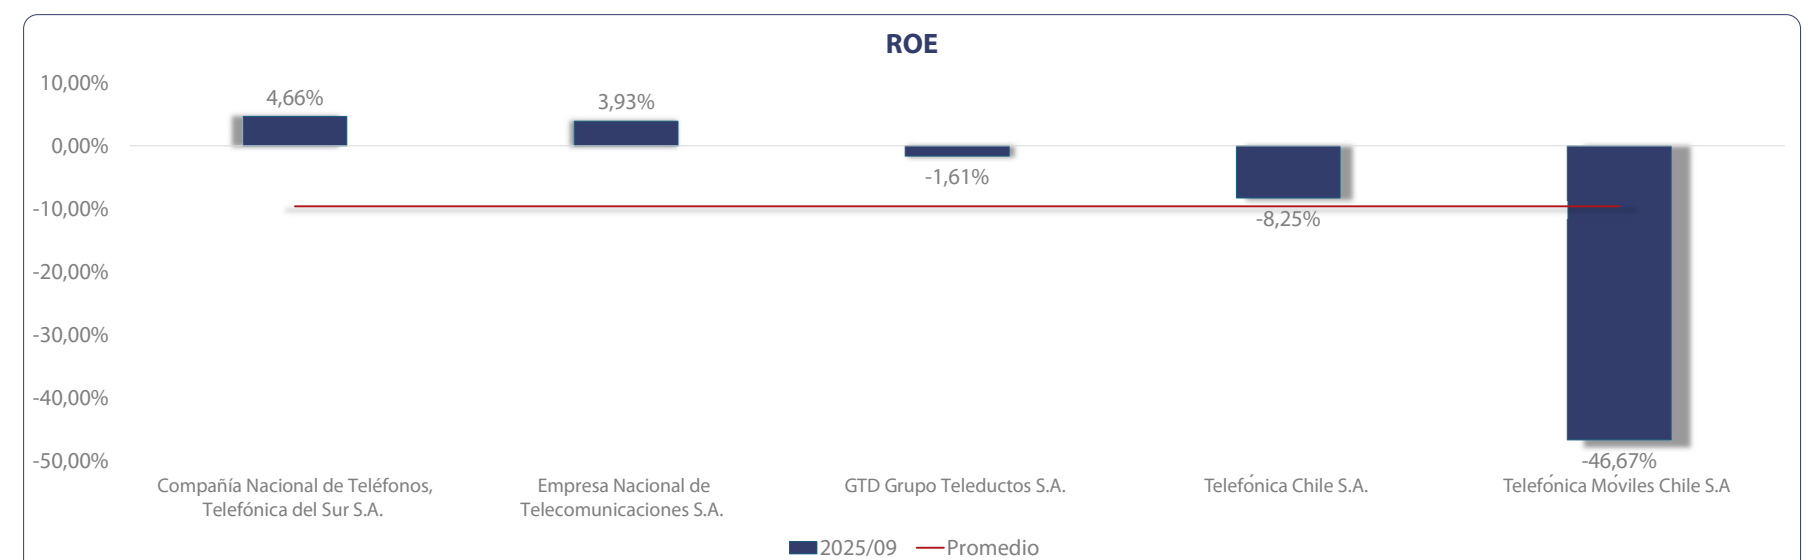 ROE
10,00%
0,00%
-10,00%
-20,00%
-30,00%
-40,00%
-50,00%
4,66%
3,93%
-1,61%
-8,25%
-46,67%
Compañía Nacional de Teléfonos,
Telefónica del Sur S.A.
Empresa Nacional de
Telecomunicaciones S.A.
GTD Grupo Teleductos S.A.
Telefónica Chile S.A.
Telefónica Móviles Chile S.A
2025/09
Promedio